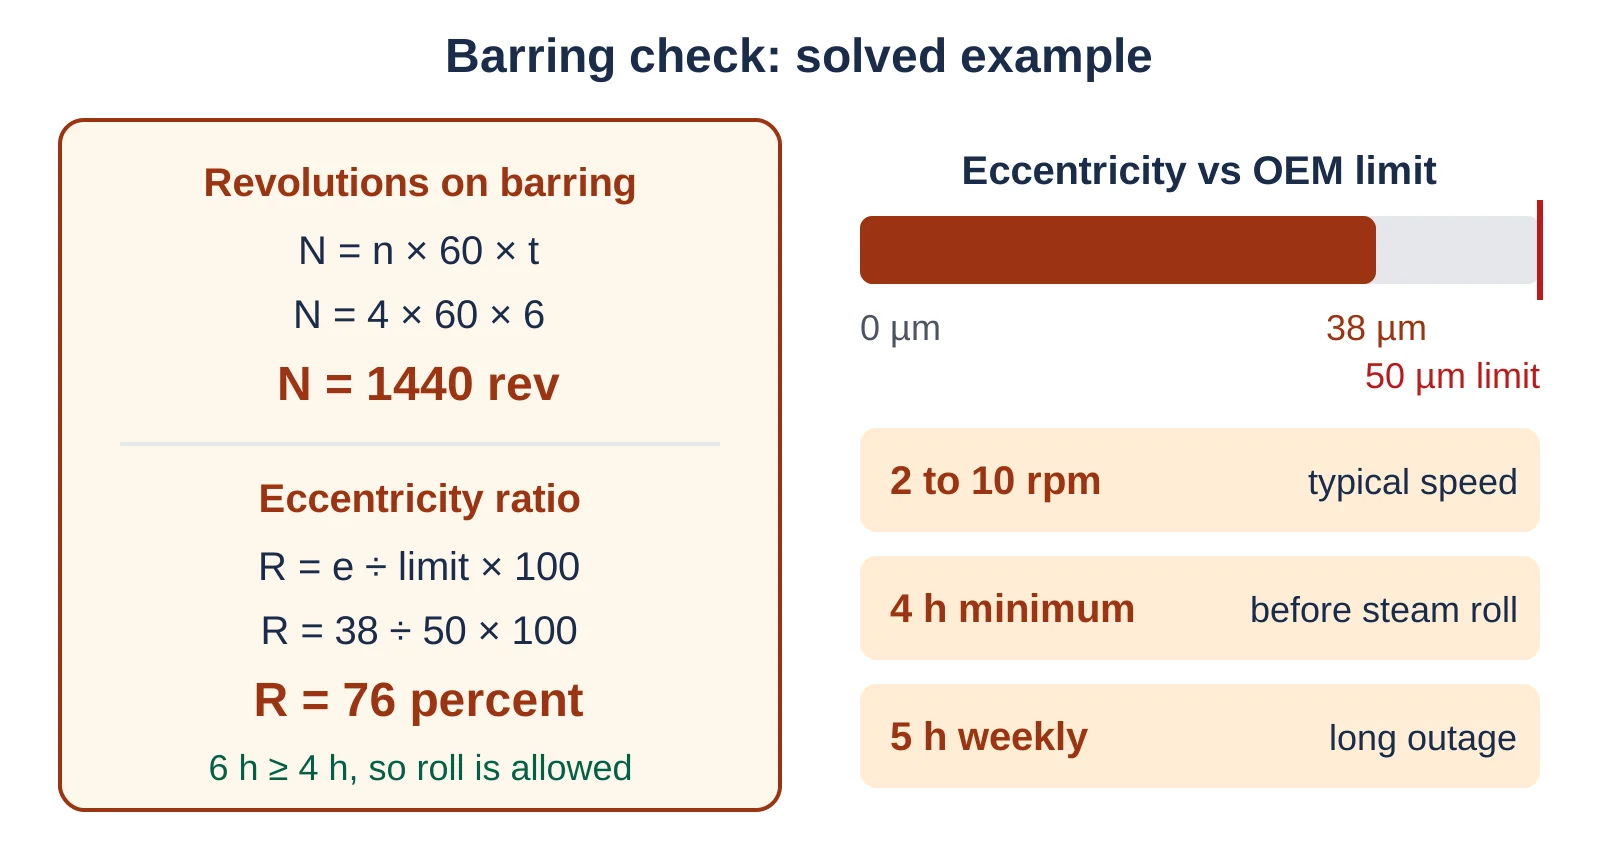 Barring check: solved example
Revolutions on barring
N = n × 60 × t
N = 4 × 60 × 6
N = 1440 rev
Eccentricity ratio
R = e ÷ limit × 100
R = 38 ÷ 50 × 100
R = 76 percent
6 h ≥ 4 h, so roll is allowed
Eccentricity vs OEM limit
0 µm 38 µm
50 µm limit
2 to 10 rpm typical speed
4 h minimum before steam roll
5 h weekly long outage